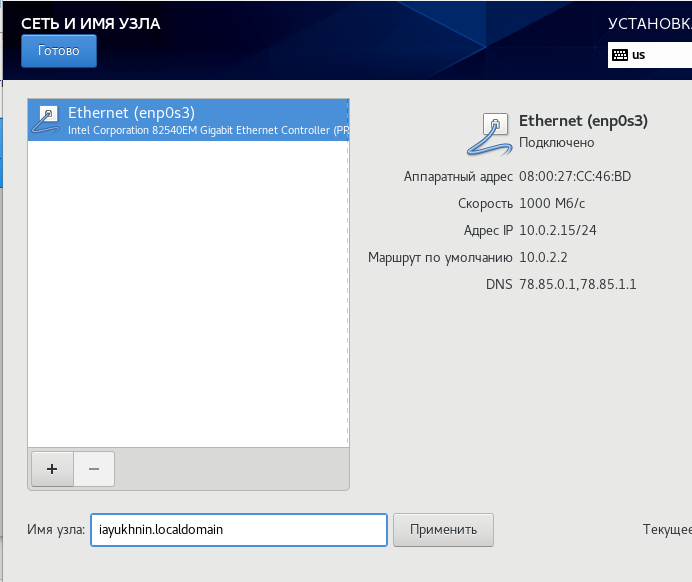 СЕТЬ И ИМЯ УЗЛА
УСТАНОВК
Готово
us
Ethernet (enp0s3)
Intel Corporation 82540EM Gigabit Ethernet Controller (PR
Ethernet (enp0s3)
Подключено
Аппаратный адрес 08:00:27:CC:46:BD
Скорость 1000 Мб/с
Адрес IP 10.0.2.15/24
Маршрут по умолчанию 10.0.2.2
DNS 78.85.0.1,78.85.1.1
+ −
Имя узла: iayukhnin.localdomain Применить Текущее